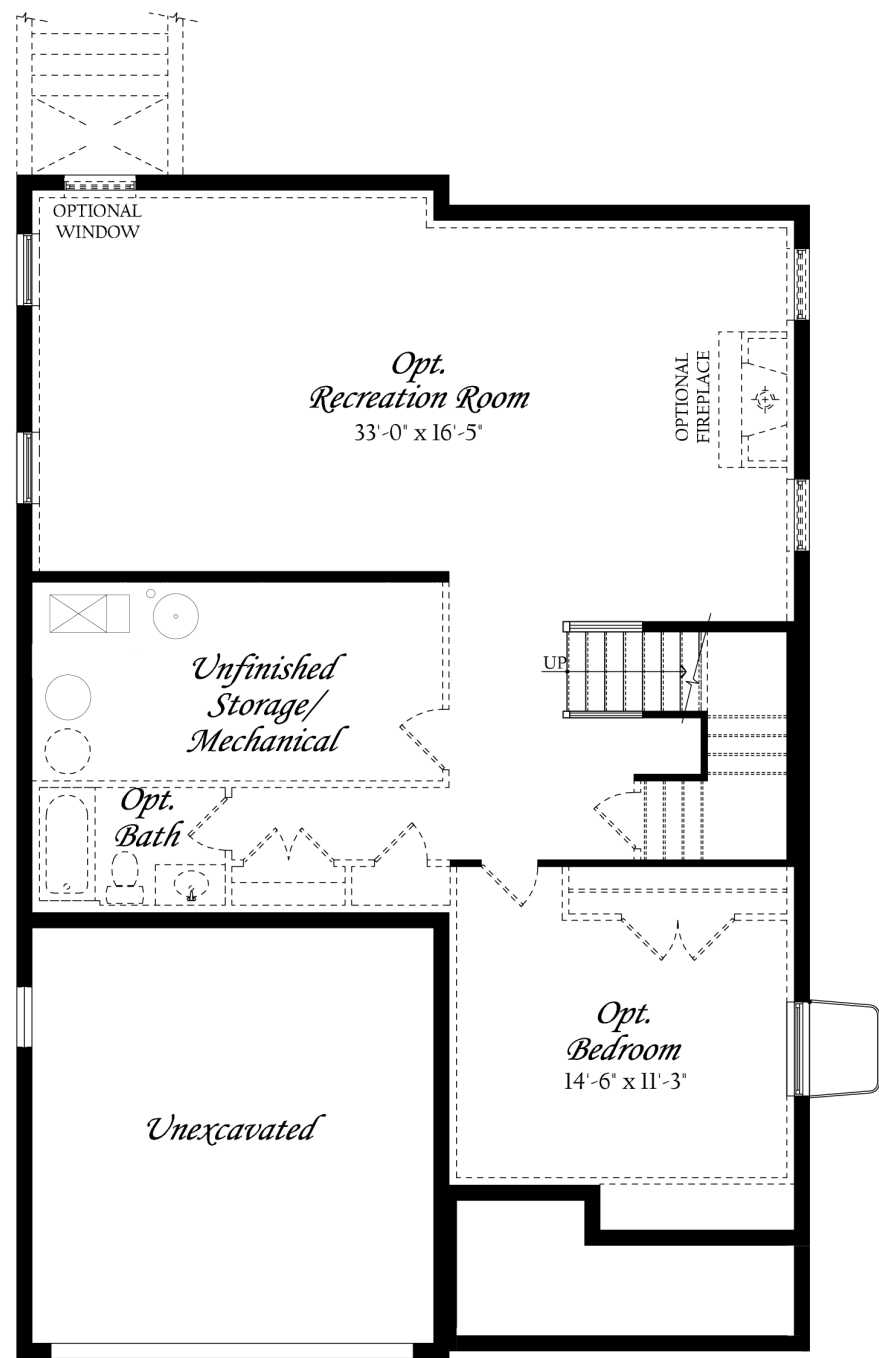 OPTIONAL
WINDOW
Opt.
Recreation Room
33'-0" x 16'-5"
OPTIONAL
FIREPLACE
Unfinished
Storage/
Mechanical
UP
Opt.
Bath
Opt.
Bedroom
14'-6" x 11'-3"
Unexcavated